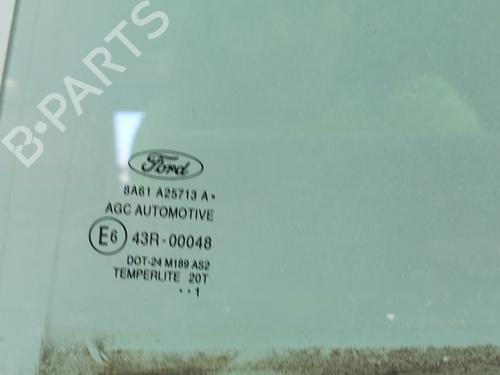 B-PARTS
Ford
8A61 A25713 A•
AGC AUTOMOTIVE
E6 43R-00048
DOT-24 M189 AS2
TEMPERLITE 20T
··1